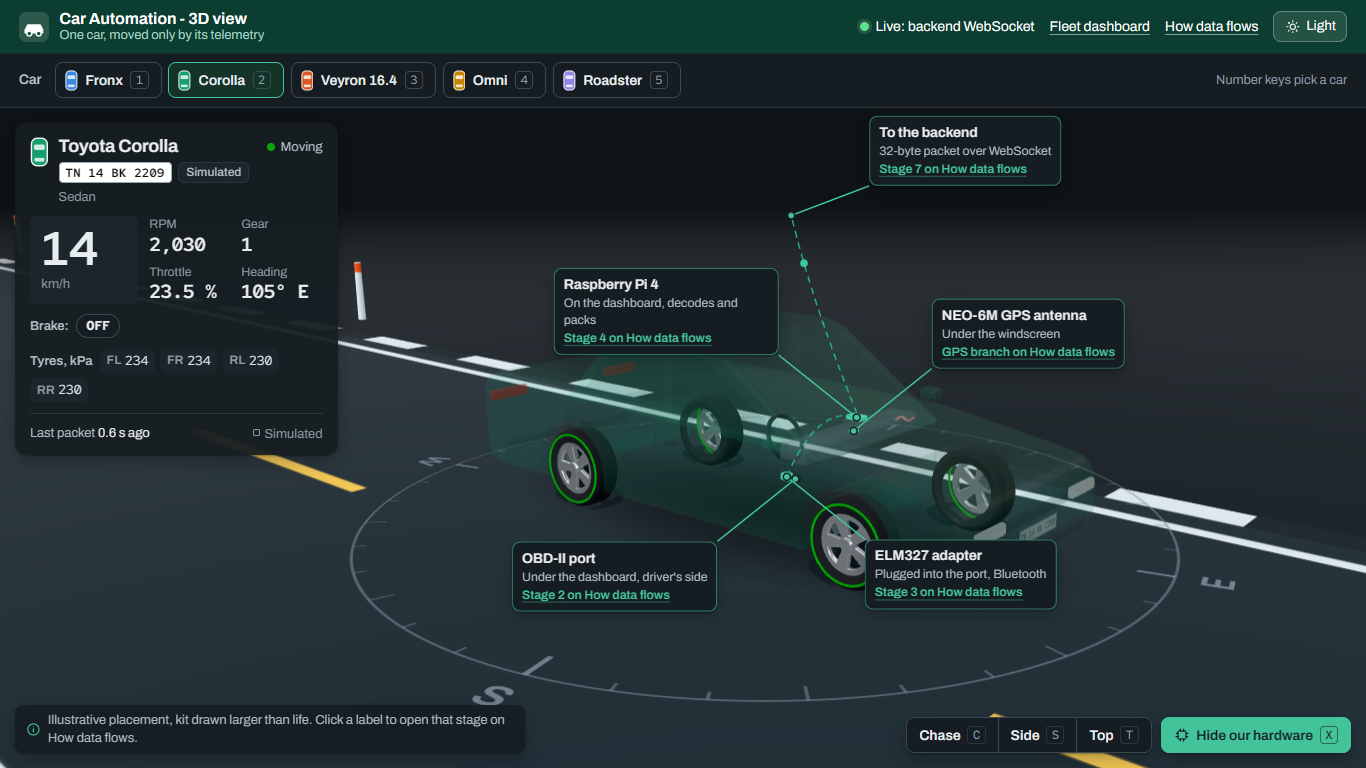 Car Automation - 3D view
One car, moved only by its telemetry
Live: backend WebSocket
Fleet dashboard
How data flows
Light
Car
Fronx 1
Corolla 2
Veyron 16.4 3
Omni 4
Roadster 5
Number keys pick a car
Toyota Corolla
Moving
TN 14 BK 2209
Simulated
Sedan
14
km/h
RPM
2,030
Gear
1
Throttle
23.5 %
Heading
105° E
Brake: OFF
Tyres, kPa FL 234 FR 234 RL 230
RR 230
Last packet 0.6 s ago
Simulated
To the backend
32-byte packet over WebSocket
Stage 7 on How data flows
Raspberry Pi 4
On the dashboard, decodes and
packs
Stage 4 on How data flows
NEO-6M GPS antenna
Under the windscreen
GPS branch on How data flows
OBD-II port
Under the dashboard, driver's side
Stage 2 on How data flows
ELM327 adapter
Plugged into the port, Bluetooth
Stage 3 on How data flows
E
S
Illustrative placement, kit drawn larger than life. Click a label to open that stage on
How data flows.
Chase C
Side S
Top T
Hide our hardware X